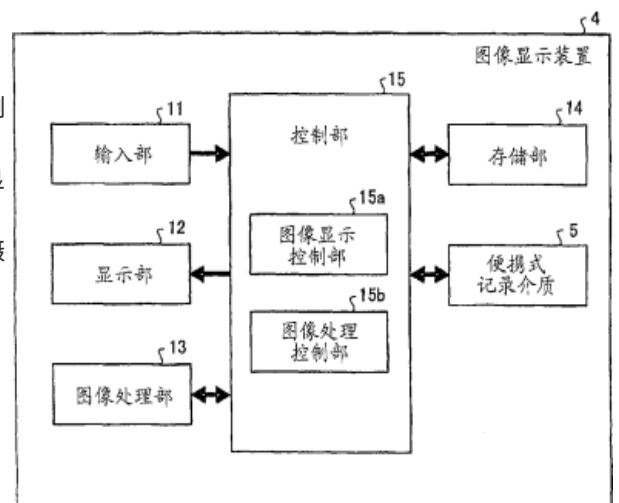 4
图像显示装置
15
控制部
11
输入部
14
存储部
15a
图像显示
控制部
12
显示部
5
便携式
记录介质
15b
图像处理
控制部
13
图像处理部